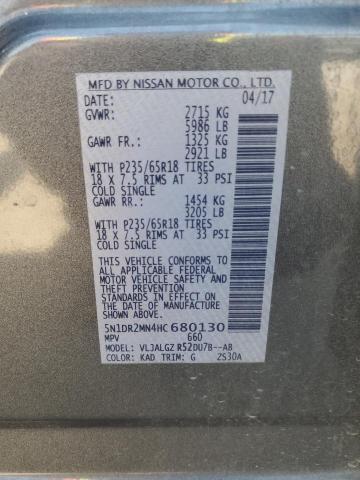 MFD BY NISSAN MOTOR CO., LTD.
DATE: 04/17
GVWR: 2715 KG
5986 LB
GAWR FR.: 1325 KG
2921 LB
WITH P235/65R18 TIRES
18 X 7.5 RIMS AT 33 PSI
COLD SINGLE
GAWR RR.: 1454 KG
3205 LB
WITH P235/65R18 TIRES
18 X 7.5 RIMS AT 33 PSI
COLD SINGLE
THIS VEHICLE CONFORMS TO
ALL APPLICABLE FEDERAL
MOTOR VEHICLE SAFETY AND
THEFT PREVENTION
STANDARDS IN EFFECT ON
THE DATE OF MANUFACTURE
SHOWN ABOVE.
5N1DR2MN4HC680130
MPV 660
MODEL: VLJALGZ R52DU7B--AB
COLOR: KAD TRIM: G ZS30A